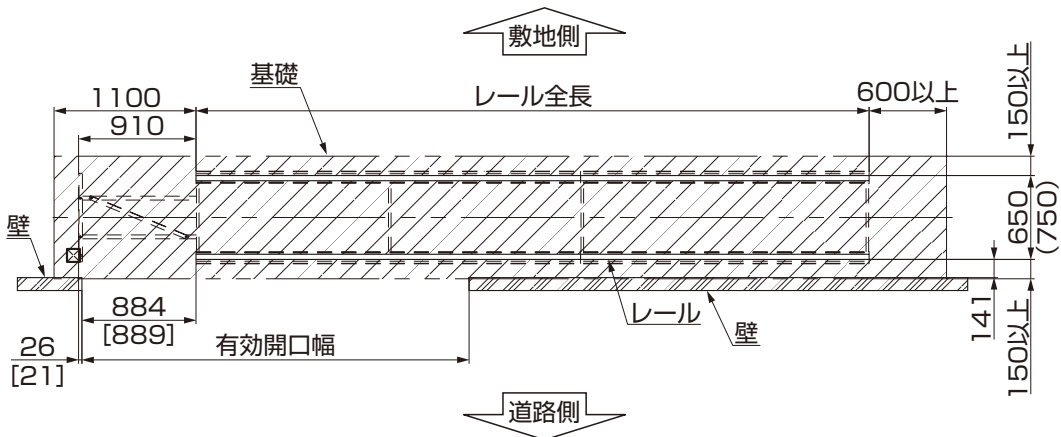 敷地側
基礎
1100
レール全長
600以上
150以上
910
壁
650
(750)
884
[889]
レール
壁
141
150以上
26
[21]
有効開口幅
道路側